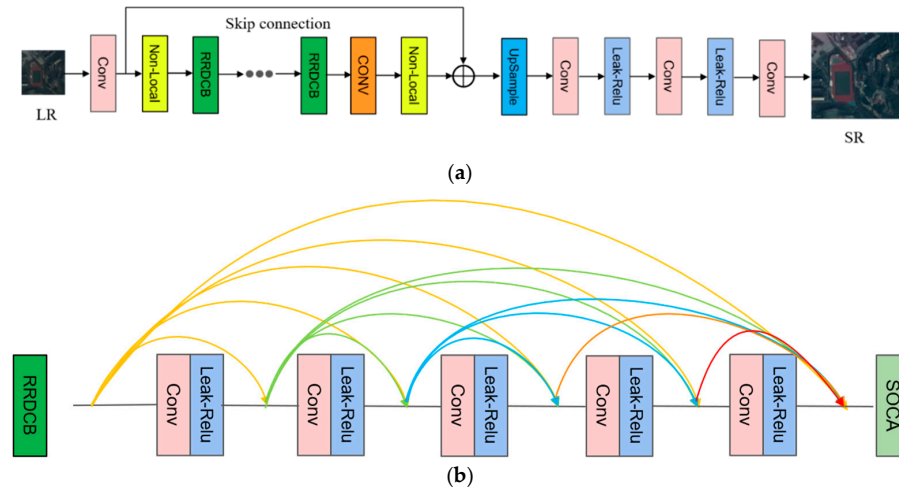 Skip connection
LR
Conv
Non-Local
RRDCB
RRDCB
CONV
Non-Local
UpSample
Conv
Leak-Relu
Conv
Leak-Relu
Conv
SR
(a)
RRDCB
Conv
Leak-Relu
Conv
Leak-Relu
Conv
Leak-Relu
Conv
Leak-Relu
Conv
Leak-Relu
SOCA
(b)